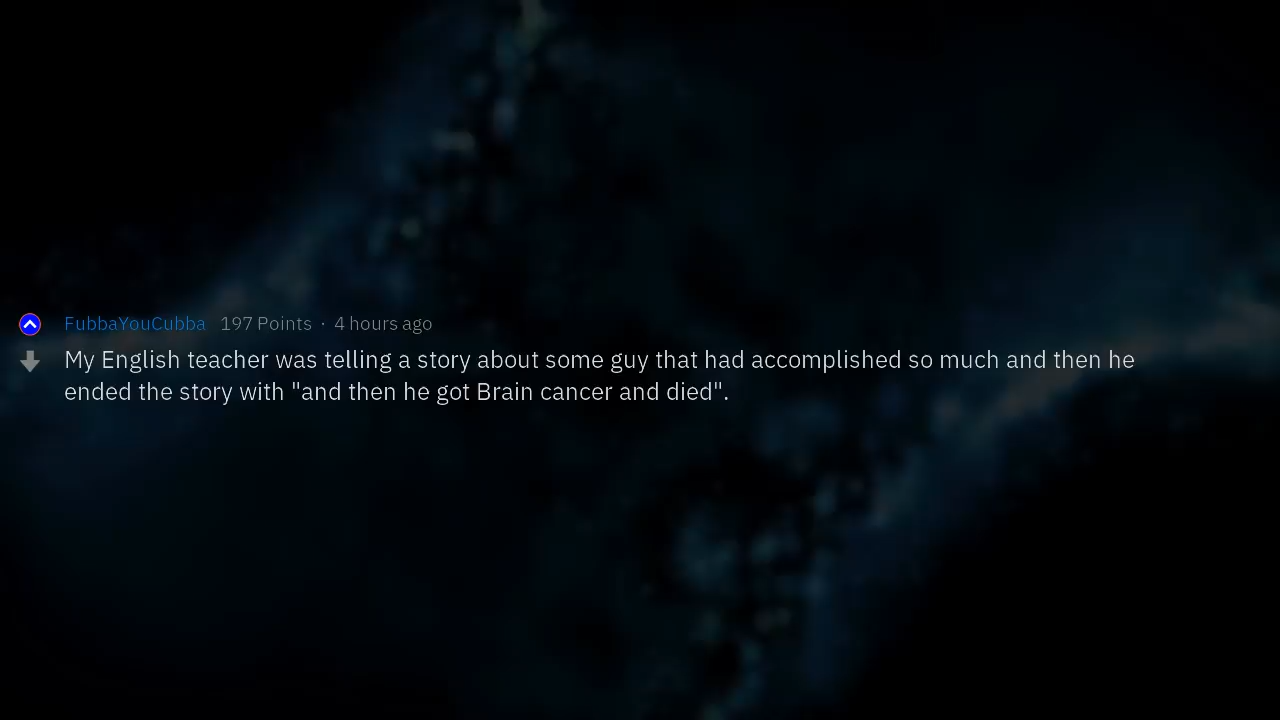 FubbaYouCubba 197 Points · 4 hours ago
My English teacher was telling a story about some guy that had accomplished so much and then he
ended the story with "and then he got Brain cancer and died".